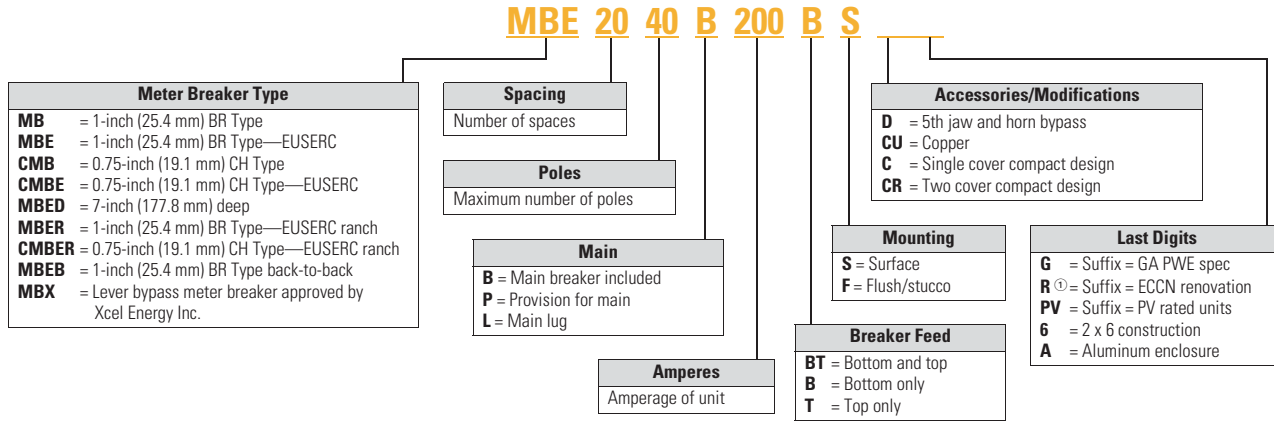 MBE 20 40 B 200 B S
Meter Breaker Type
MB = 1-inch (25.4 mm) BR Type
MBE = 1-inch (25.4 mm) BR Type—EUSERC
CMB = 0.75-inch (19.1 mm) CH Type
CMBE = 0.75-inch (19.1 mm) CH Type—EUSERC
MBED = 7-inch (177.8 mm) deep
MBER = 1-inch (25.4 mm) BR Type—EUSERC ranch
CMBER = 0.75-inch (19.1 mm) CH Type—EUSERC ranch
MBEB = 1-inch (25.4 mm) BR Type back-to-back
MBX = Lever bypass meter breaker approved by
Xcel Energy Inc.
Spacing
Number of spaces
Poles
Maximum number of poles
Main
B = Main breaker included
P = Provision for main
L = Main lug
Amperes
Amperage of unit
Breaker Feed
BT = Bottom and top
B = Bottom only
T = Top only
Mounting
S = Surface
F = Flush/stucco
Accessories/Modifications
D = 5th jaw and horn bypass
CU = Copper
C = Single cover compact design
CR = Two cover compact design
Last Digits
G = Suffix = GA PWE spec
R ① = Suffix = ECCN renovation
PV = Suffix = PV rated units
6 = 2 x 6 construction
A = Aluminum enclosure